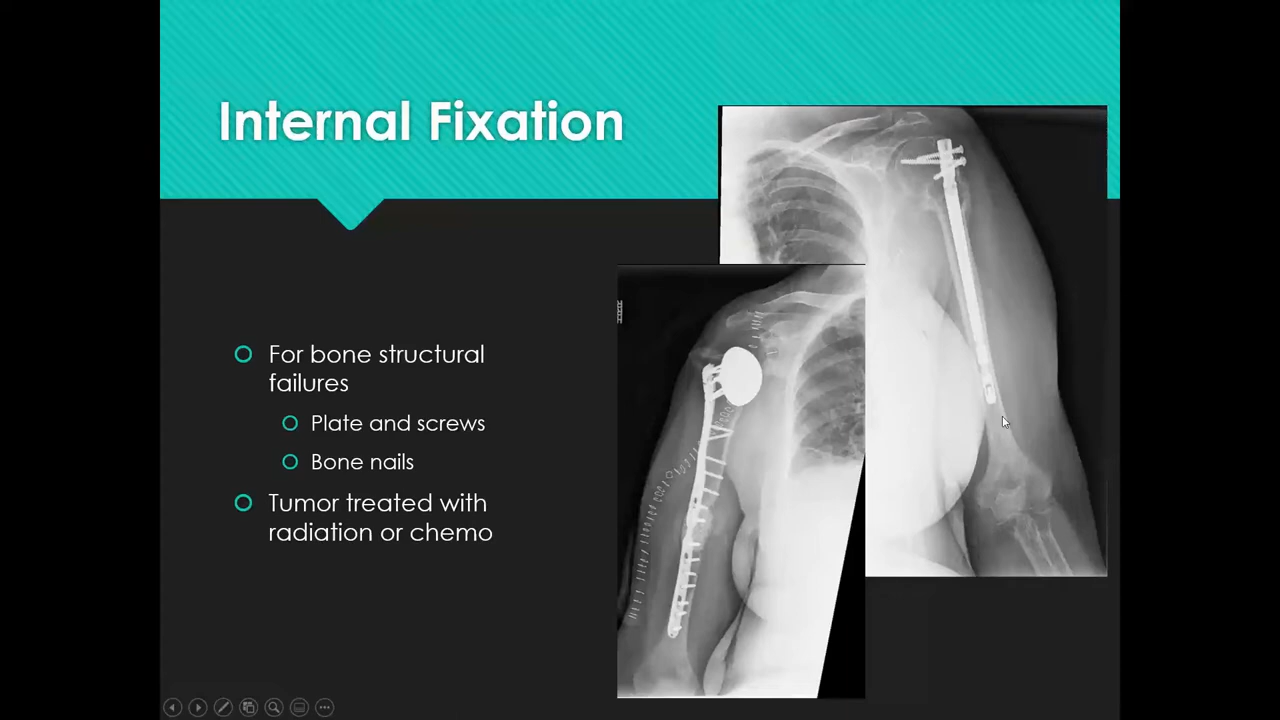 Internal Fixation
For bone structural
failures
Plate and screws
Bone nails
Tumor treated with
radiation or chemo